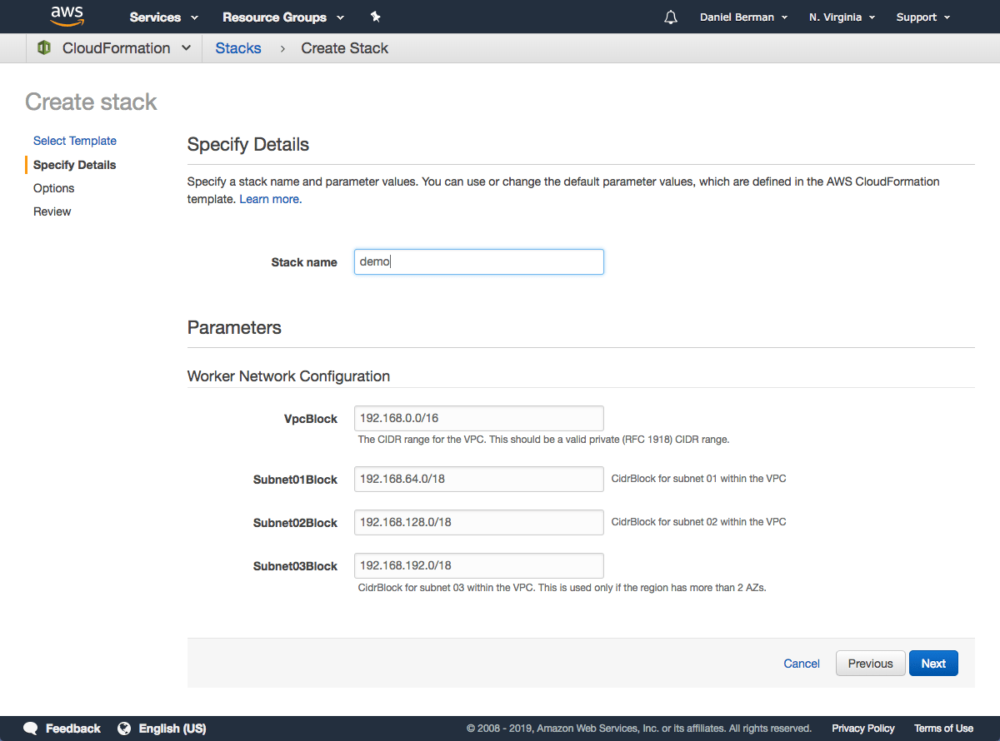 aws Services Resource Groups Daniel Berman N. Virginia Support
CloudFormation Stacks > Create Stack
Create stack
Select Template
Specify Details
Options
Review
Specify Details
Specify a stack name and parameter values. You can use or change the default parameter values, which are defined in the AWS CloudFormation
template. Learn more.
Stack name demo
Parameters
Worker Network Configuration
VpcBlock 192.168.0.0/16
The CIDR range for the VPC. This should be a valid private (RFC 1918) CIDR range.
Subnet01Block 192.168.64.0/18 CidrBlock for subnet 01 within the VPC
Subnet02Block 192.168.128.0/18 CidrBlock for subnet 02 within the VPC
Subnet03Block 192.168.192.0/18
CidrBlock for subnet 03 within the VPC. This is used only if the region has more than 2 AZs.
Cancel Previous Next
Feedback English (US) © 2008 - 2019, Amazon Web Services, Inc. or its affiliates. All rights reserved. Privacy Policy Terms of Use